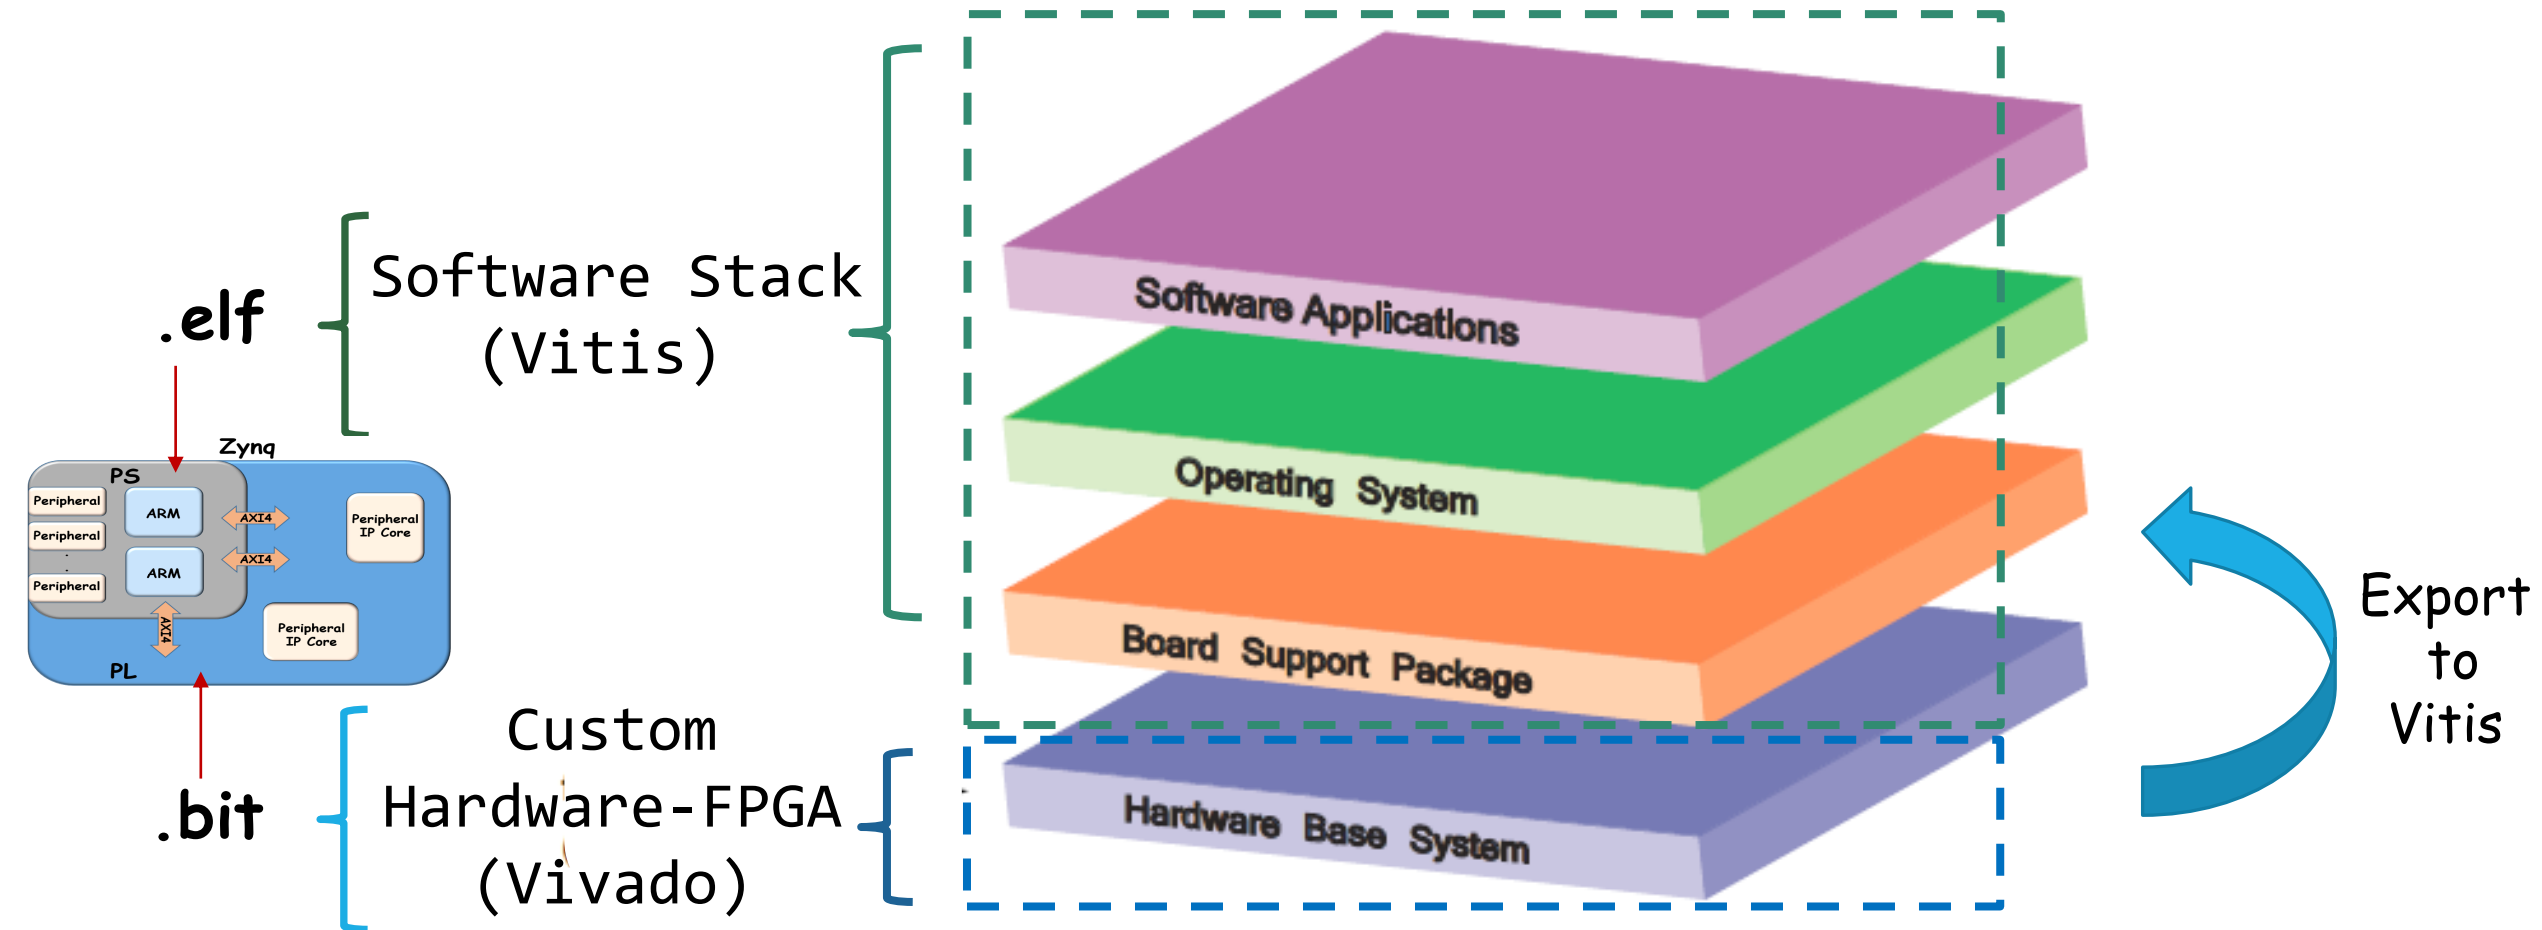 Software Applications
Operating System
Board Support Package
Hardware Base System
Software Stack
(Vitis)
.elf
Zynq
PS
Peripheral
Peripheral
.
.
Peripheral
ARM
ARM
AXI4
AXI4
AXI4
Peripheral
IP Core
Peripheral
IP Core
PL
.bit
Custom
Hardware-FPGA
(Vivado)
Export
to
Vitis